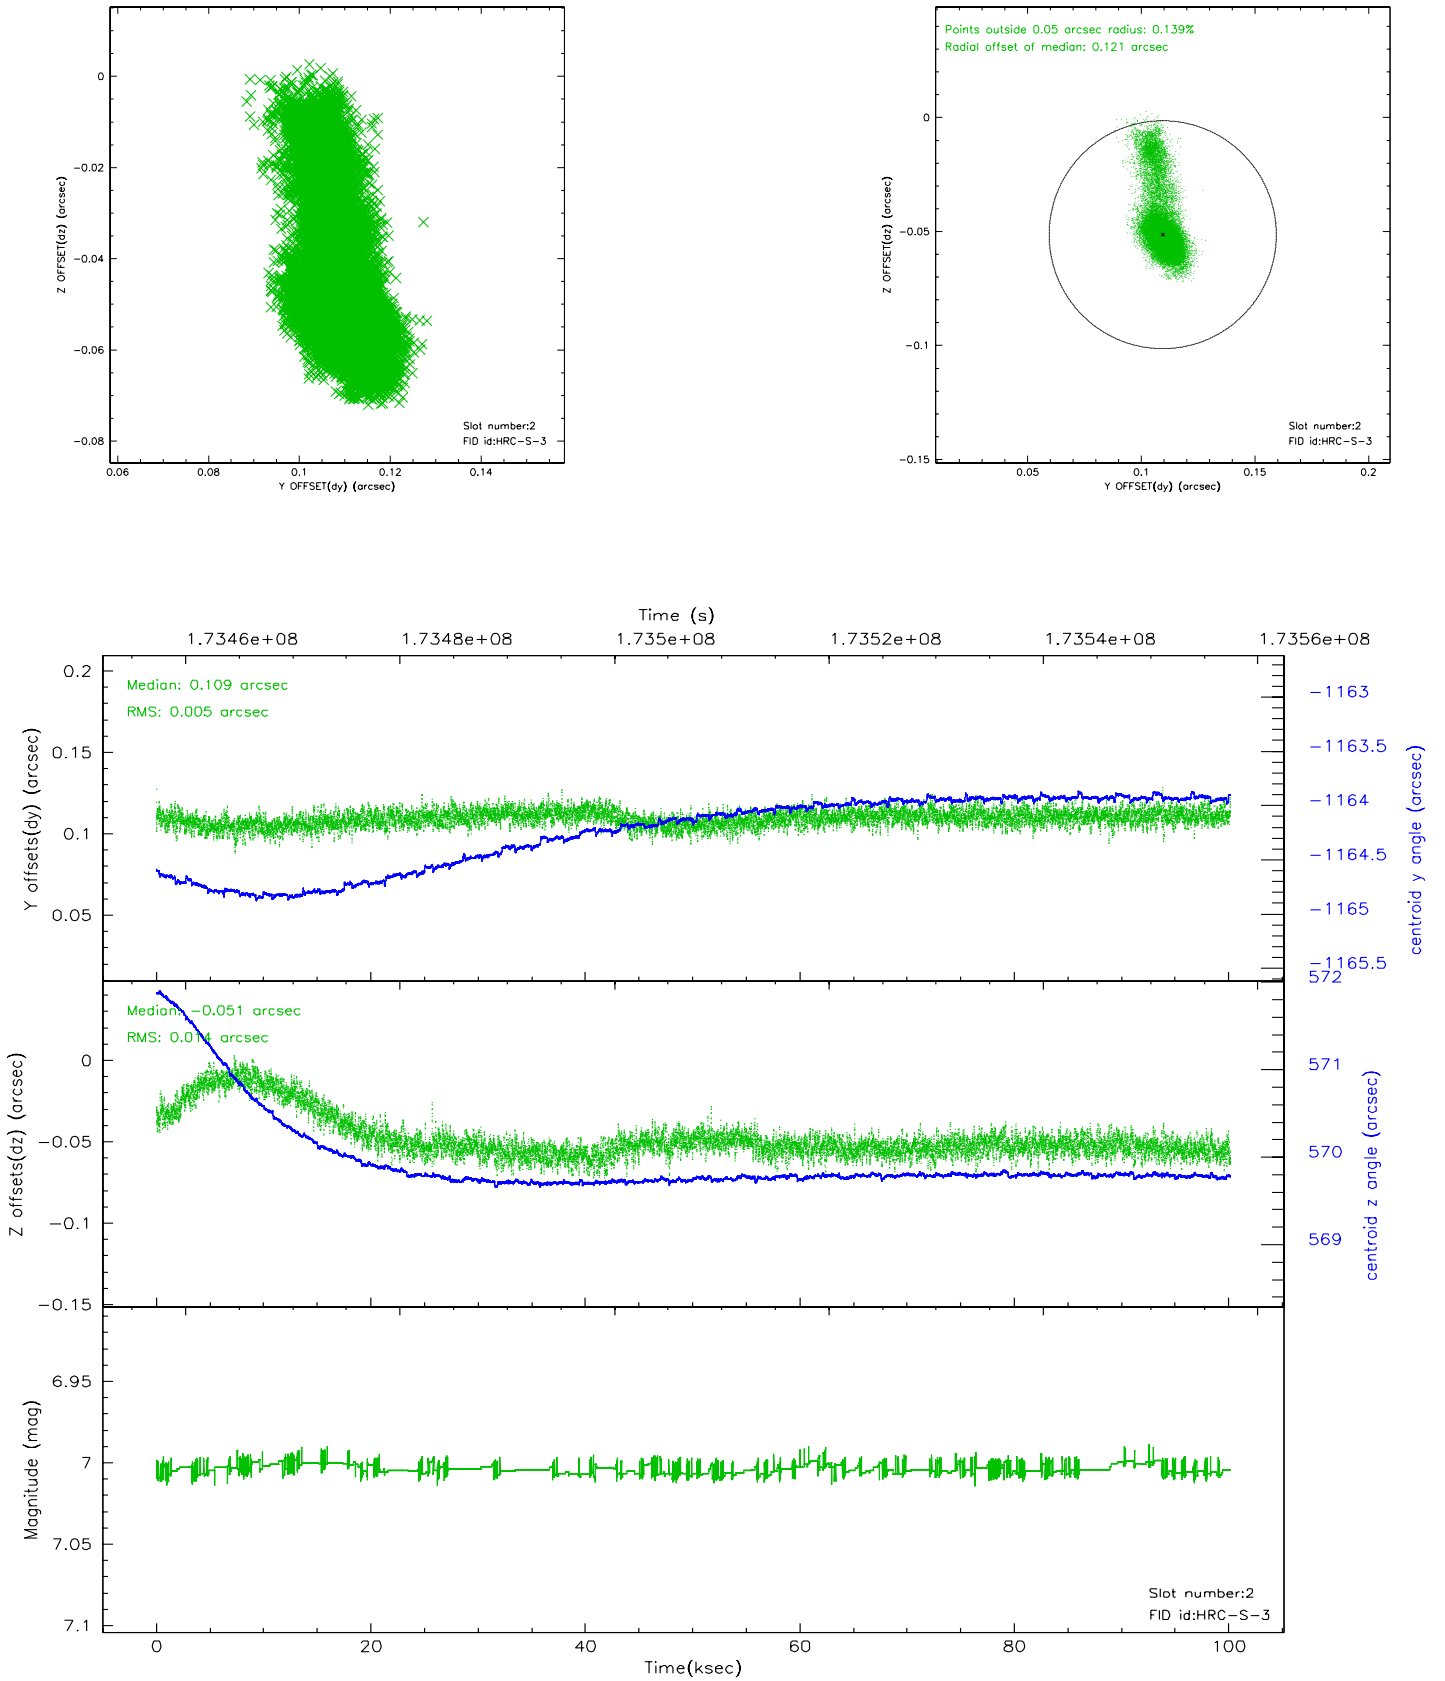 0
−0.02
−0.04
−0.06
−0.08
0.06 0.08 0.1 0.12 0.14
Z OFFSET(dz) (arcsec)
Y OFFSET(dy) (arcsec)
Slot number:2
FID id:HRC−S−3
Points outside 0.05 arcsec radius: 0.139%
Radial offset of median: 0.121 arcsec
0
−0.05
−0.1
−0.15
0.05 0.1 0.15 0.2
Z OFFSET(dz) (arcsec)
Y OFFSET(dy) (arcsec)
Slot number:2
FID id:HRC−S−3
Time (s)
1.7346e+08 1.7348e+08 1.735e+08 1.7352e+08 1.7354e+08 1.7356e+08
Median: 0.109 arcsec
RMS: 0.005 arcsec
0.2
0.15
0.1
0.05
Y offsets(dy) (arcsec)
−1163
−1163.5
−1164
−1164.5
−1165
−1165.5
centroid y angle (arcsec)
Median: −0.051 arcsec
RMS: 0.014 arcsec
0
−0.05
−0.1
−0.15
Z offsets(dz) (arcsec)
572
571
570
569
centroid z angle (arcsec)
6.95
7
7.05
7.1
Magnitude (mag)
Slot number:2
FID id:HRC−S−3
0 20 40 60 80 100
Time(ksec)